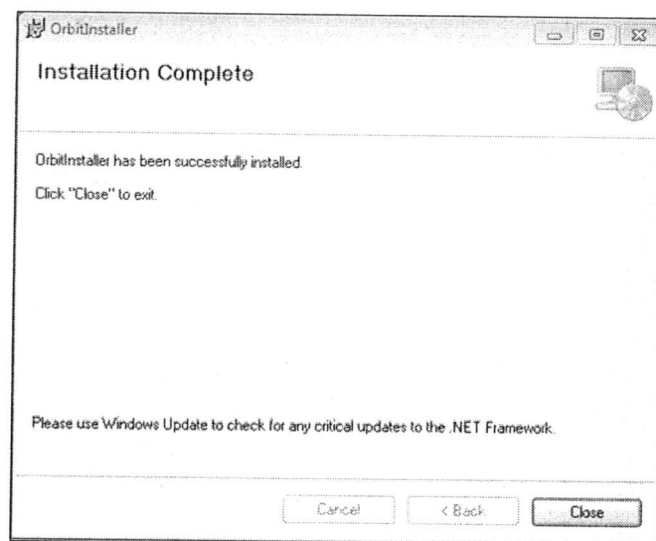 OrbitInstaller
Installation Complete
OrbitInstaller has been successfully installed.
Click "Close" to exit.
Please use Windows Update to check for any critical updates to the .NET Framework.
Cancel
< Back
Close